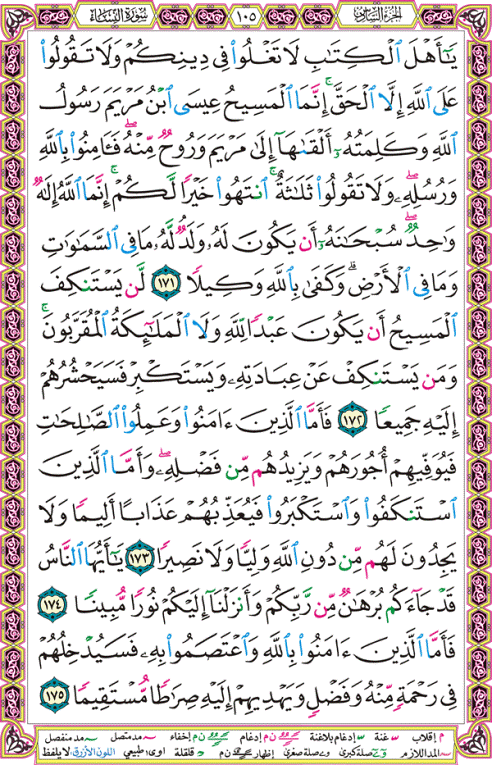 الجزء السادس ١٠٥ سورة النساء
يَٰٓأَهۡلَ ٱلۡكِتَٰبِ لَا تَغۡلُواْ فِي دِينِكُمۡ وَلَا تَقُولُواْ
عَلَى ٱللَّهِ إِلَّا ٱلۡحَقَّۚ إِنَّمَا ٱلۡمَسِيحُ عِيسَى ٱبۡنُ مَرۡيَمَ رَسُولُ
ٱللَّهِ وَكَلِمَتُهُۥٓ أَلۡقَىٰهَآ إِلَىٰ مَرۡيَمَ وَرُوحٞ مِّنۡهُۖ فَـَٔامِنُواْ بِٱللَّهِ
وَرُسُلِهِۦۖ وَلَا تَقُولُواْ ثَلَٰثَةٌۚ ٱنتَهُواْ خَيۡرٗا لَّكُمۡۚ إِنَّمَا ٱللَّهُ إِلَٰهٞ
وَٰحِدٞۖ سُبۡحَٰنَهُۥٓ أَن يَكُونَ لَهُۥ وَلَدٞۘ لَّهُۥ مَا فِي ٱلسَّمَٰوَٰتِ
وَمَا فِي ٱلۡأَرۡضِۗ وَكَفَىٰ بِٱللَّهِ وَكِيلٗا ١٧١ لَّن يَسۡتَنكِفَ
ٱلۡمَسِيحُ أَن يَكُونَ عَبۡدٗا لِّلَّهِ وَلَا ٱلۡمَلَٰٓئِكَةُ ٱلۡمُقَرَّبُونَۚ
وَمَن يَسۡتَنكِفۡ عَنۡ عِبَادَتِهِۦ وَيَسۡتَكۡبِرۡ فَسَيَحۡشُرُهُمۡ
إِلَيۡهِ جَمِيعٗا ١٧٢ فَأَمَّا ٱلَّذِينَ ءَامَنُواْ وَعَمِلُواْ ٱلصَّٰلِحَٰتِ
فَيُوَفِّيهِمۡ أُجُورَهُمۡ وَيَزِيدُهُم مِّن فَضۡلِهِۦۖ وَأَمَّا ٱلَّذِينَ
ٱسۡتَنكَفُواْ وَٱسۡتَكۡبَرُواْ فَيُعَذِّبُهُمۡ عَذَابًا أَلِيمٗا وَلَا
يَجِدُونَ لَهُم مِّن دُونِ ٱللَّهِ وَلِيّٗا وَلَا نَصِيرٗا ١٧٣ يَٰٓأَيُّهَا ٱلنَّاسُ
قَدۡ جَآءَكُم بُرۡهَٰنٞ مِّن رَّبِّكُمۡ وَأَنزَلۡنَآ إِلَيۡكُمۡ نُورٗا مُّبِينٗا ١٧٤
فَأَمَّا ٱلَّذِينَ ءَامَنُواْ بِٱللَّهِ وَٱعۡتَصَمُواْ بِهِۦ فَسَيُدۡخِلُهُمۡ
فِي رَحۡمَةٖ مِّنۡهُ وَفَضۡلٖ وَيَهۡدِيهِمۡ إِلَيۡهِ صِرَٰطٗا مُّسۡتَقِيمٗا ١٧٥
م إقلاب س غنة س إدغام بلاغنة ن م إدغام ن م إخفاء مد متصل مد منفصل
المد اللازم صلة كبرى صلة صغرى إظهار ن م قلقلة اوى طبيعي اللون الأزرق لا يلفظ